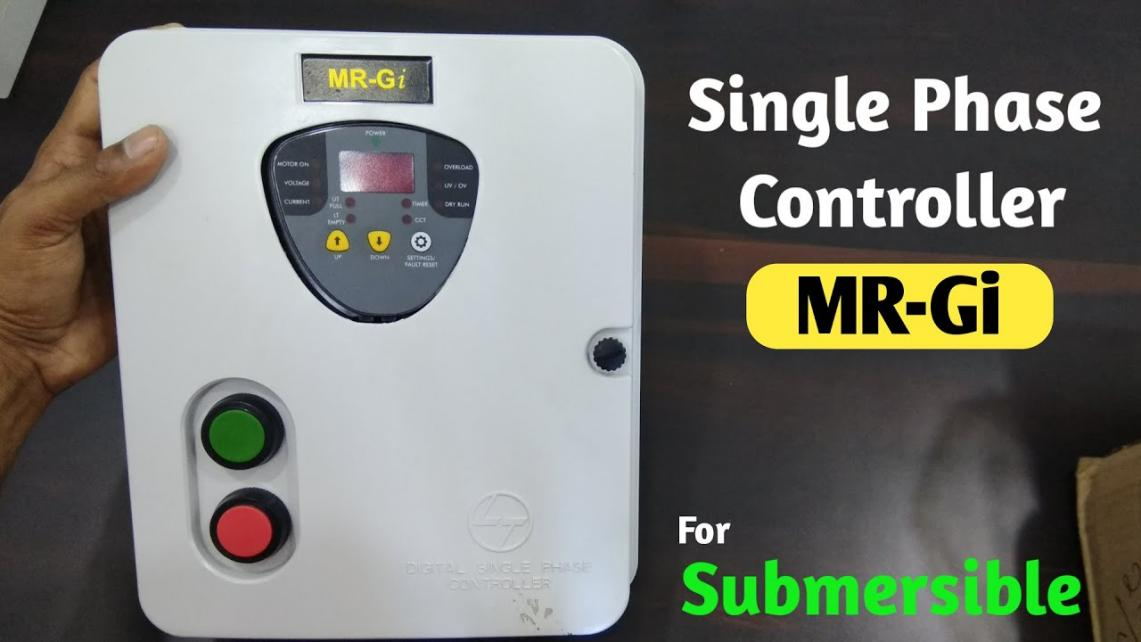 MR-Gi
POWER
MOTOR ON
VOLTAGE
CURRENT
OVERLOAD
UV / OV
DRY RUN
UT FULL
LT EMPTY
TIMER
CCT
UP
DOWN
SETTINGS/
FAULT RESET
LT
DIGITAL SINGLE PHASE
CONTROLLER
Single Phase
Controller
MR-Gi
For
Submersible